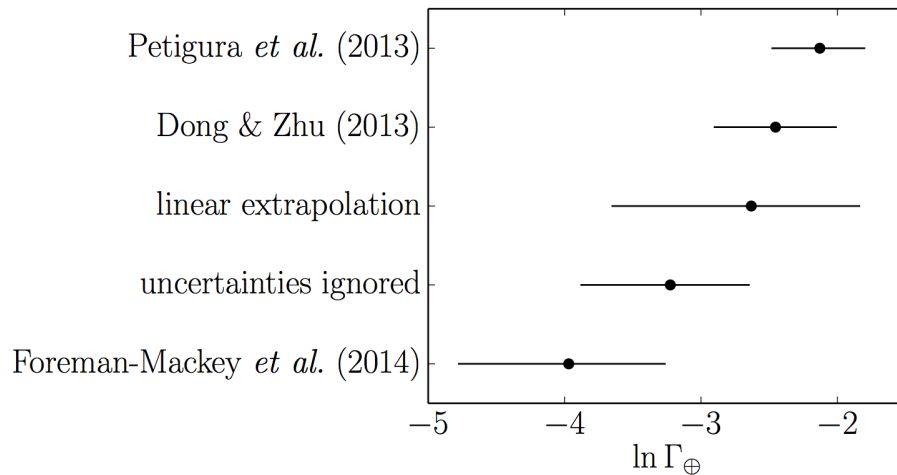 Petigura et al. (2013)
Dong & Zhu (2013)
linear extrapolation
uncertainties ignored
Foreman-Mackey et al. (2014)
−5 −4 −3 −2
ln Γ⊕